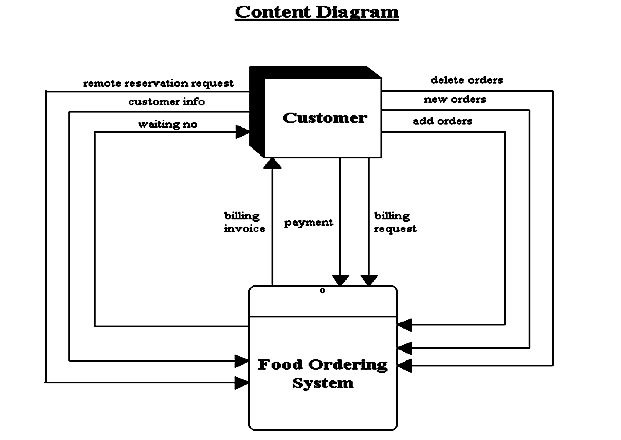 Content Diagram
remote reservation request
customer info
waiting no
Customer
delete orders
new orders
add orders
billing
invoice
payment
billing
request
0
Food Ordering
System